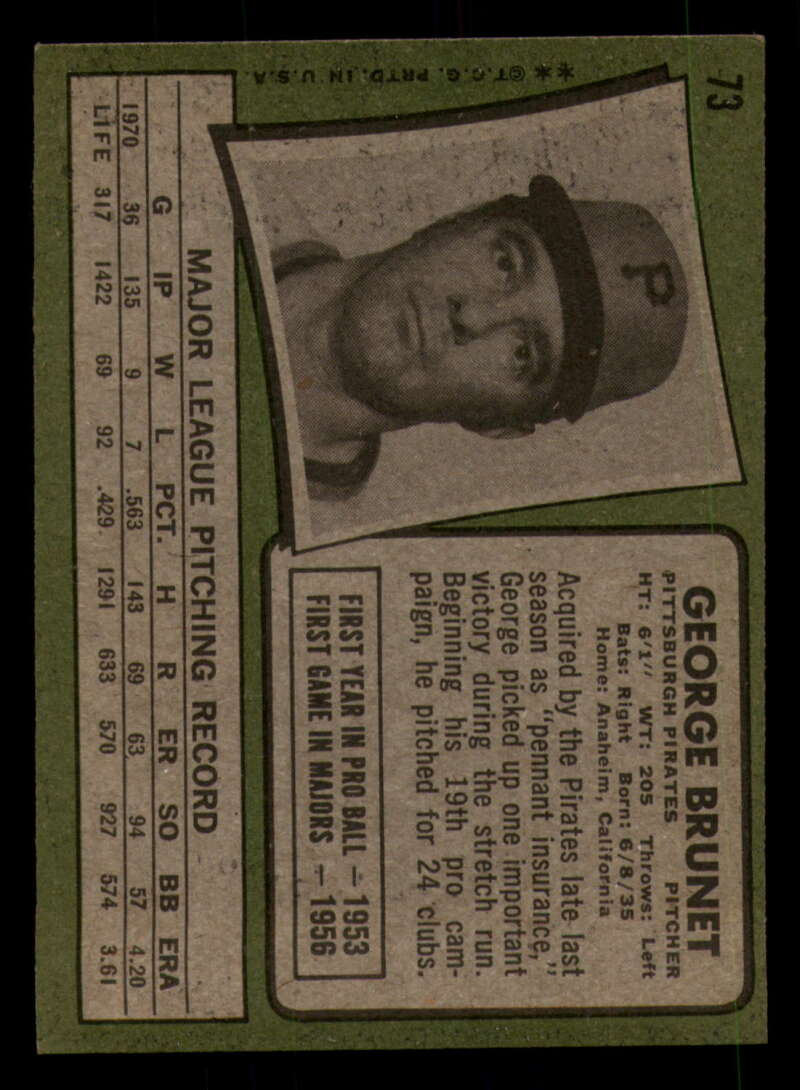 73
**©T.C.G. PRTD. IN U.S.A.
P
GEORGE BRUNET
PITTSBURGH PIRATES PITCHER
HT: 6'1" WT: 205 Throws: Left
Bats: Right Born: 6/8/35
Home: Anaheim, California
Acquired by the Pirates late last
season as "pennant insurance,"
George picked up one important
victory during the stretch run.
Beginning his 19th pro cam-
paign, he pitched for 24 clubs.
FIRST YEAR IN PRO BALL — 1953
FIRST GAME IN MAJORS — 1956
MAJOR LEAGUE PITCHING RECORD
G IP W L PCT. H R ER SO BB ERA
1970 36 135 9 7 .563 143 69 63 94 57 4.20
LIFE 317 1422 69 92 .429 1291 633 570 927 574 3.61